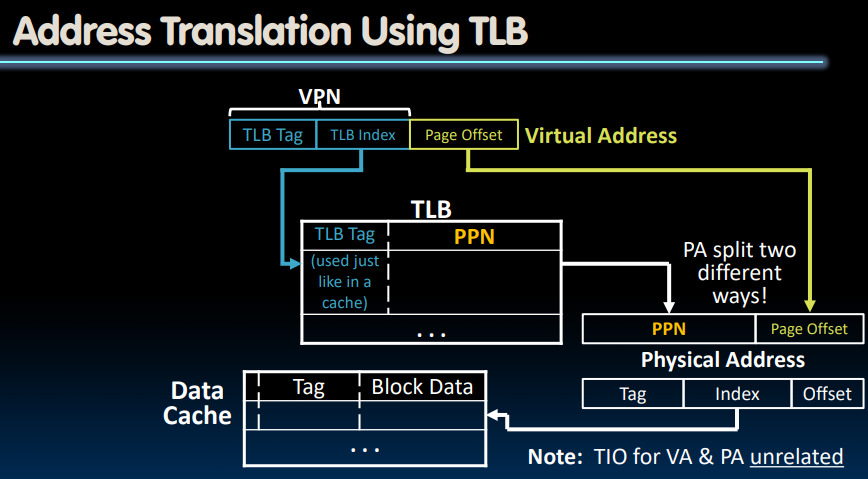 Address Translation Using TLB
VPN
TLB Tag TLB Index Page Offset Virtual Address
TLB
TLB Tag PPN
(used just
like in a
cache)
. . .
PA split two
different
ways!
PPN Page Offset
Physical Address
Tag Index Offset
Data
Cache
Tag Block Data
. . .
Note: TIO for VA & PA unrelated